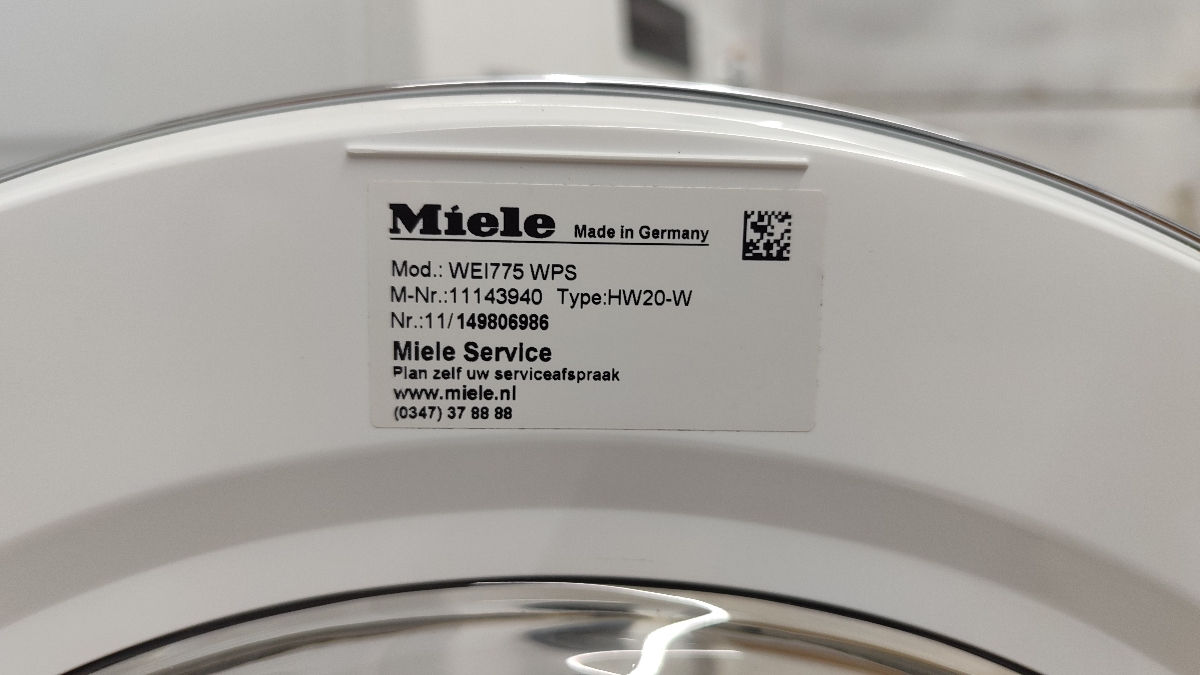 Miele Made in Germany
Mod.: WEI775 WPS
M-Nr.:11143940 Type:HW20-W
Nr.:11/149806986
Miele Service
Plan zelf uw serviceafspraak
www.miele.nl
(0347) 37 88 88